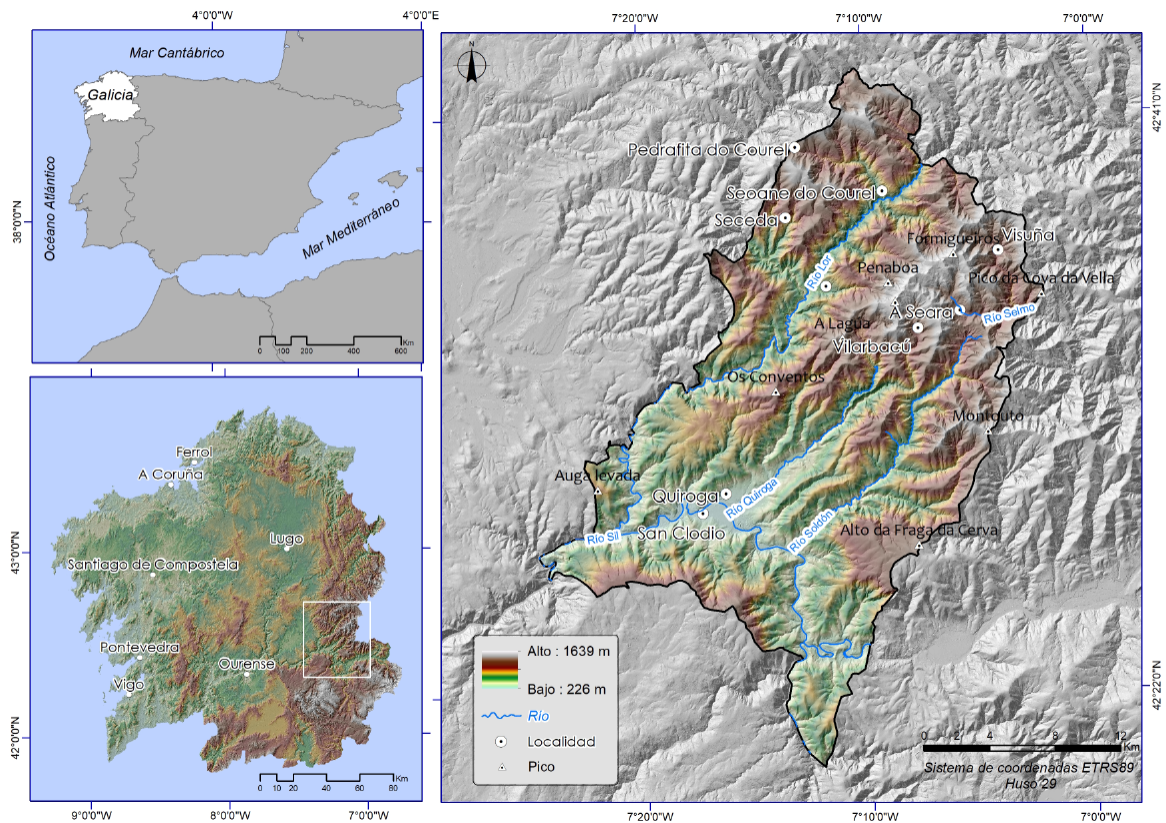 4°0'0"W
4°0'0"E
38°0'0"N
Mar Cantábrico
Galicia
Océano Atlántico
Mar Mediterráneo
0 100 200 400 600 Km
Ferrol
A Coruña
Lugo
Santiago de Compostela
Pontevedra
Ourense
Vigo
43°0'0"N
42°0'0"N
0 10 20 40 60 80 Km
9°0'0"W
8°0'0"W
7°0'0"W
7°20'0"W
7°10'0"W
7°0'0"W
N
42°41'0"N
Pedrafita do Courel
Seoane do Courel
Seceda
Formigueiros
Visuña
Río Lor
Penaboa
Pico da Cova da Vella
A Seara
Río Selmo
A Lagua
Vilarbacú
Os Conventos
Montouto
Auga levada
Quiroga
Río Quiroga
San Clodio
Río Soldón
Alto da Fraga da Cerva
Río Sil
Alto : 1639 m
Bajo : 226 m
Río
Localidad
Pico
42°22'0"N
0 2 4 8 12 Km
Sistema de coordenadas ETRS89
Huso 29
7°20'0"W
7°10'0"W
7°0'0"W